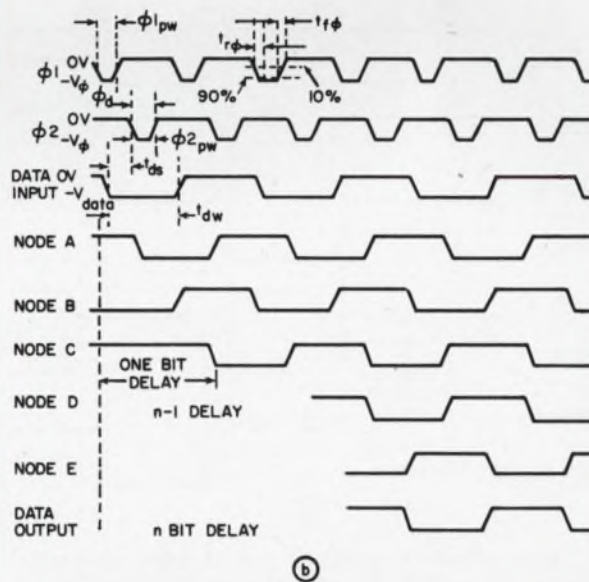 ϕ1pw
trϕ
tfϕ
0V
ϕ1
-Vϕ
90%
10%
ϕd
0V
ϕ2
-Vϕ
ϕ2pw
tds
DATA 0V
INPUT -V
data
tdw
NODE A
NODE B
NODE C
ONE BIT
DELAY
NODE D
n-1 DELAY
NODE E
DATA
OUTPUT
n BIT DELAY
b